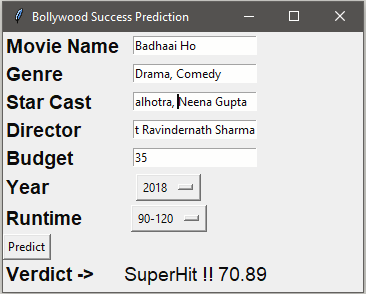 Bollywood Success Prediction
Movie Name Badhaai Ho
Genre Drama, Comedy
Star Cast alhotra, Neena Gupta
Director t Ravindernath Sharma
Budget 35
Year 2018
Runtime 90-120
Predict
Verdict -> SuperHit !! 70.89